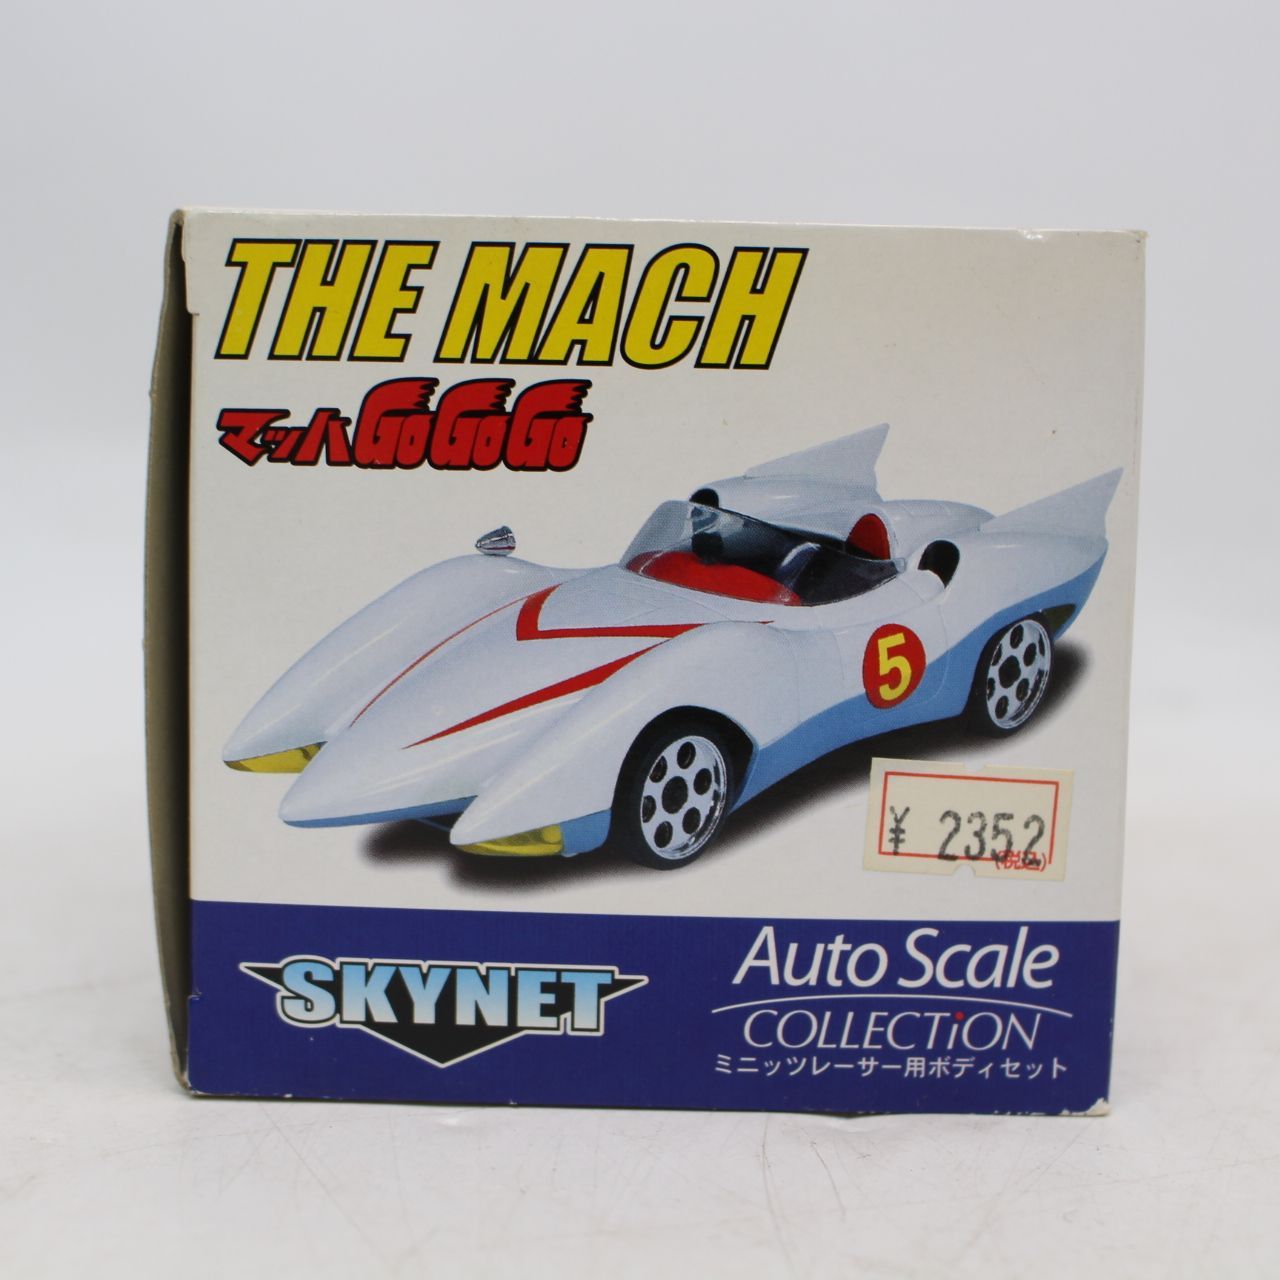 THE MACH
マッハGoGoGo
5
¥ 2352
(税込)
SKYNET
Auto Scale
COLLECTiON
ミニッツレーサー用ボディセット